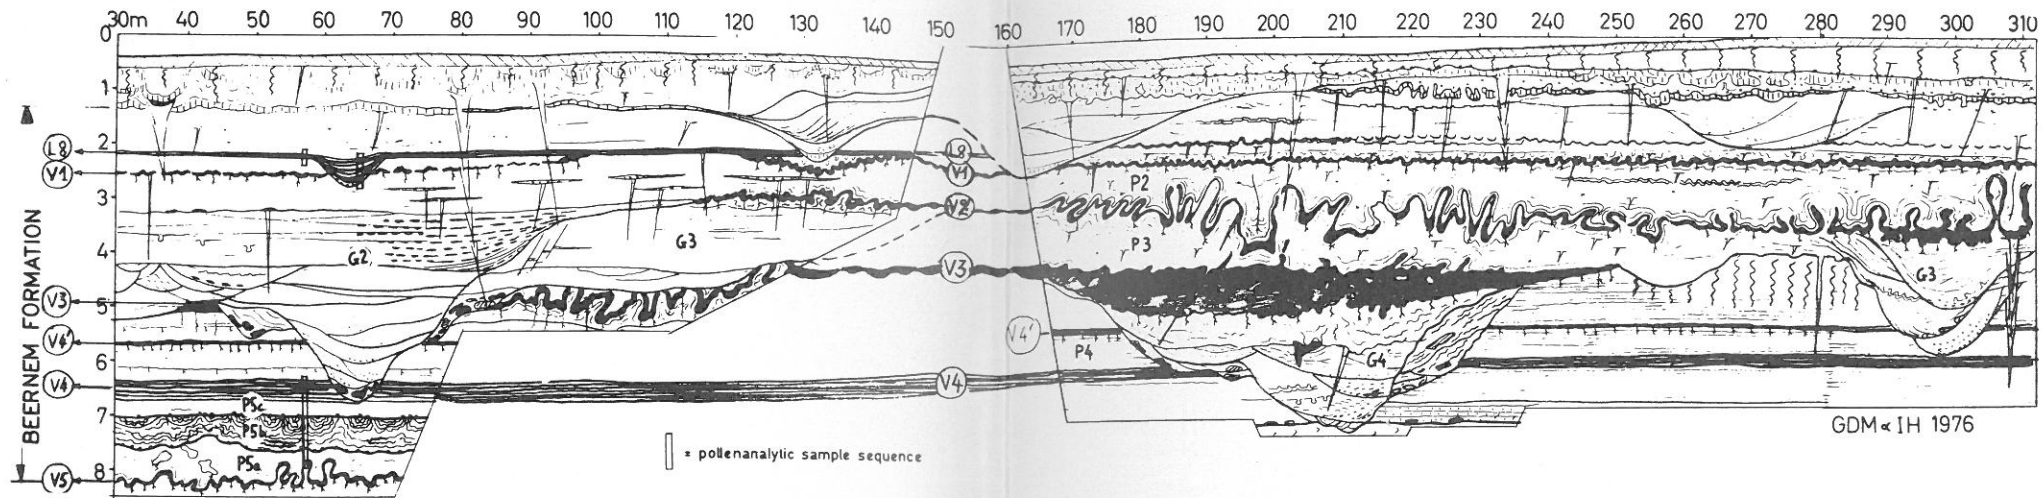 30m 40 50 60 70 80 90 100 110 120 130 140 150 160 170 180 190 200 210 220 230 240 250 260 270 280 290 300 310
0
1
2
L8 L8
V1 V1
P2
3
V2
P3
G3
4
G2
G3
V3
V3
5
V4' V4'
P4
G4
6
V4 V4
P5c
7
P5b
P5a
8
V5
BEERNEM FORMATION
= pollenanalytic sample sequence
GDM∝IH 1976